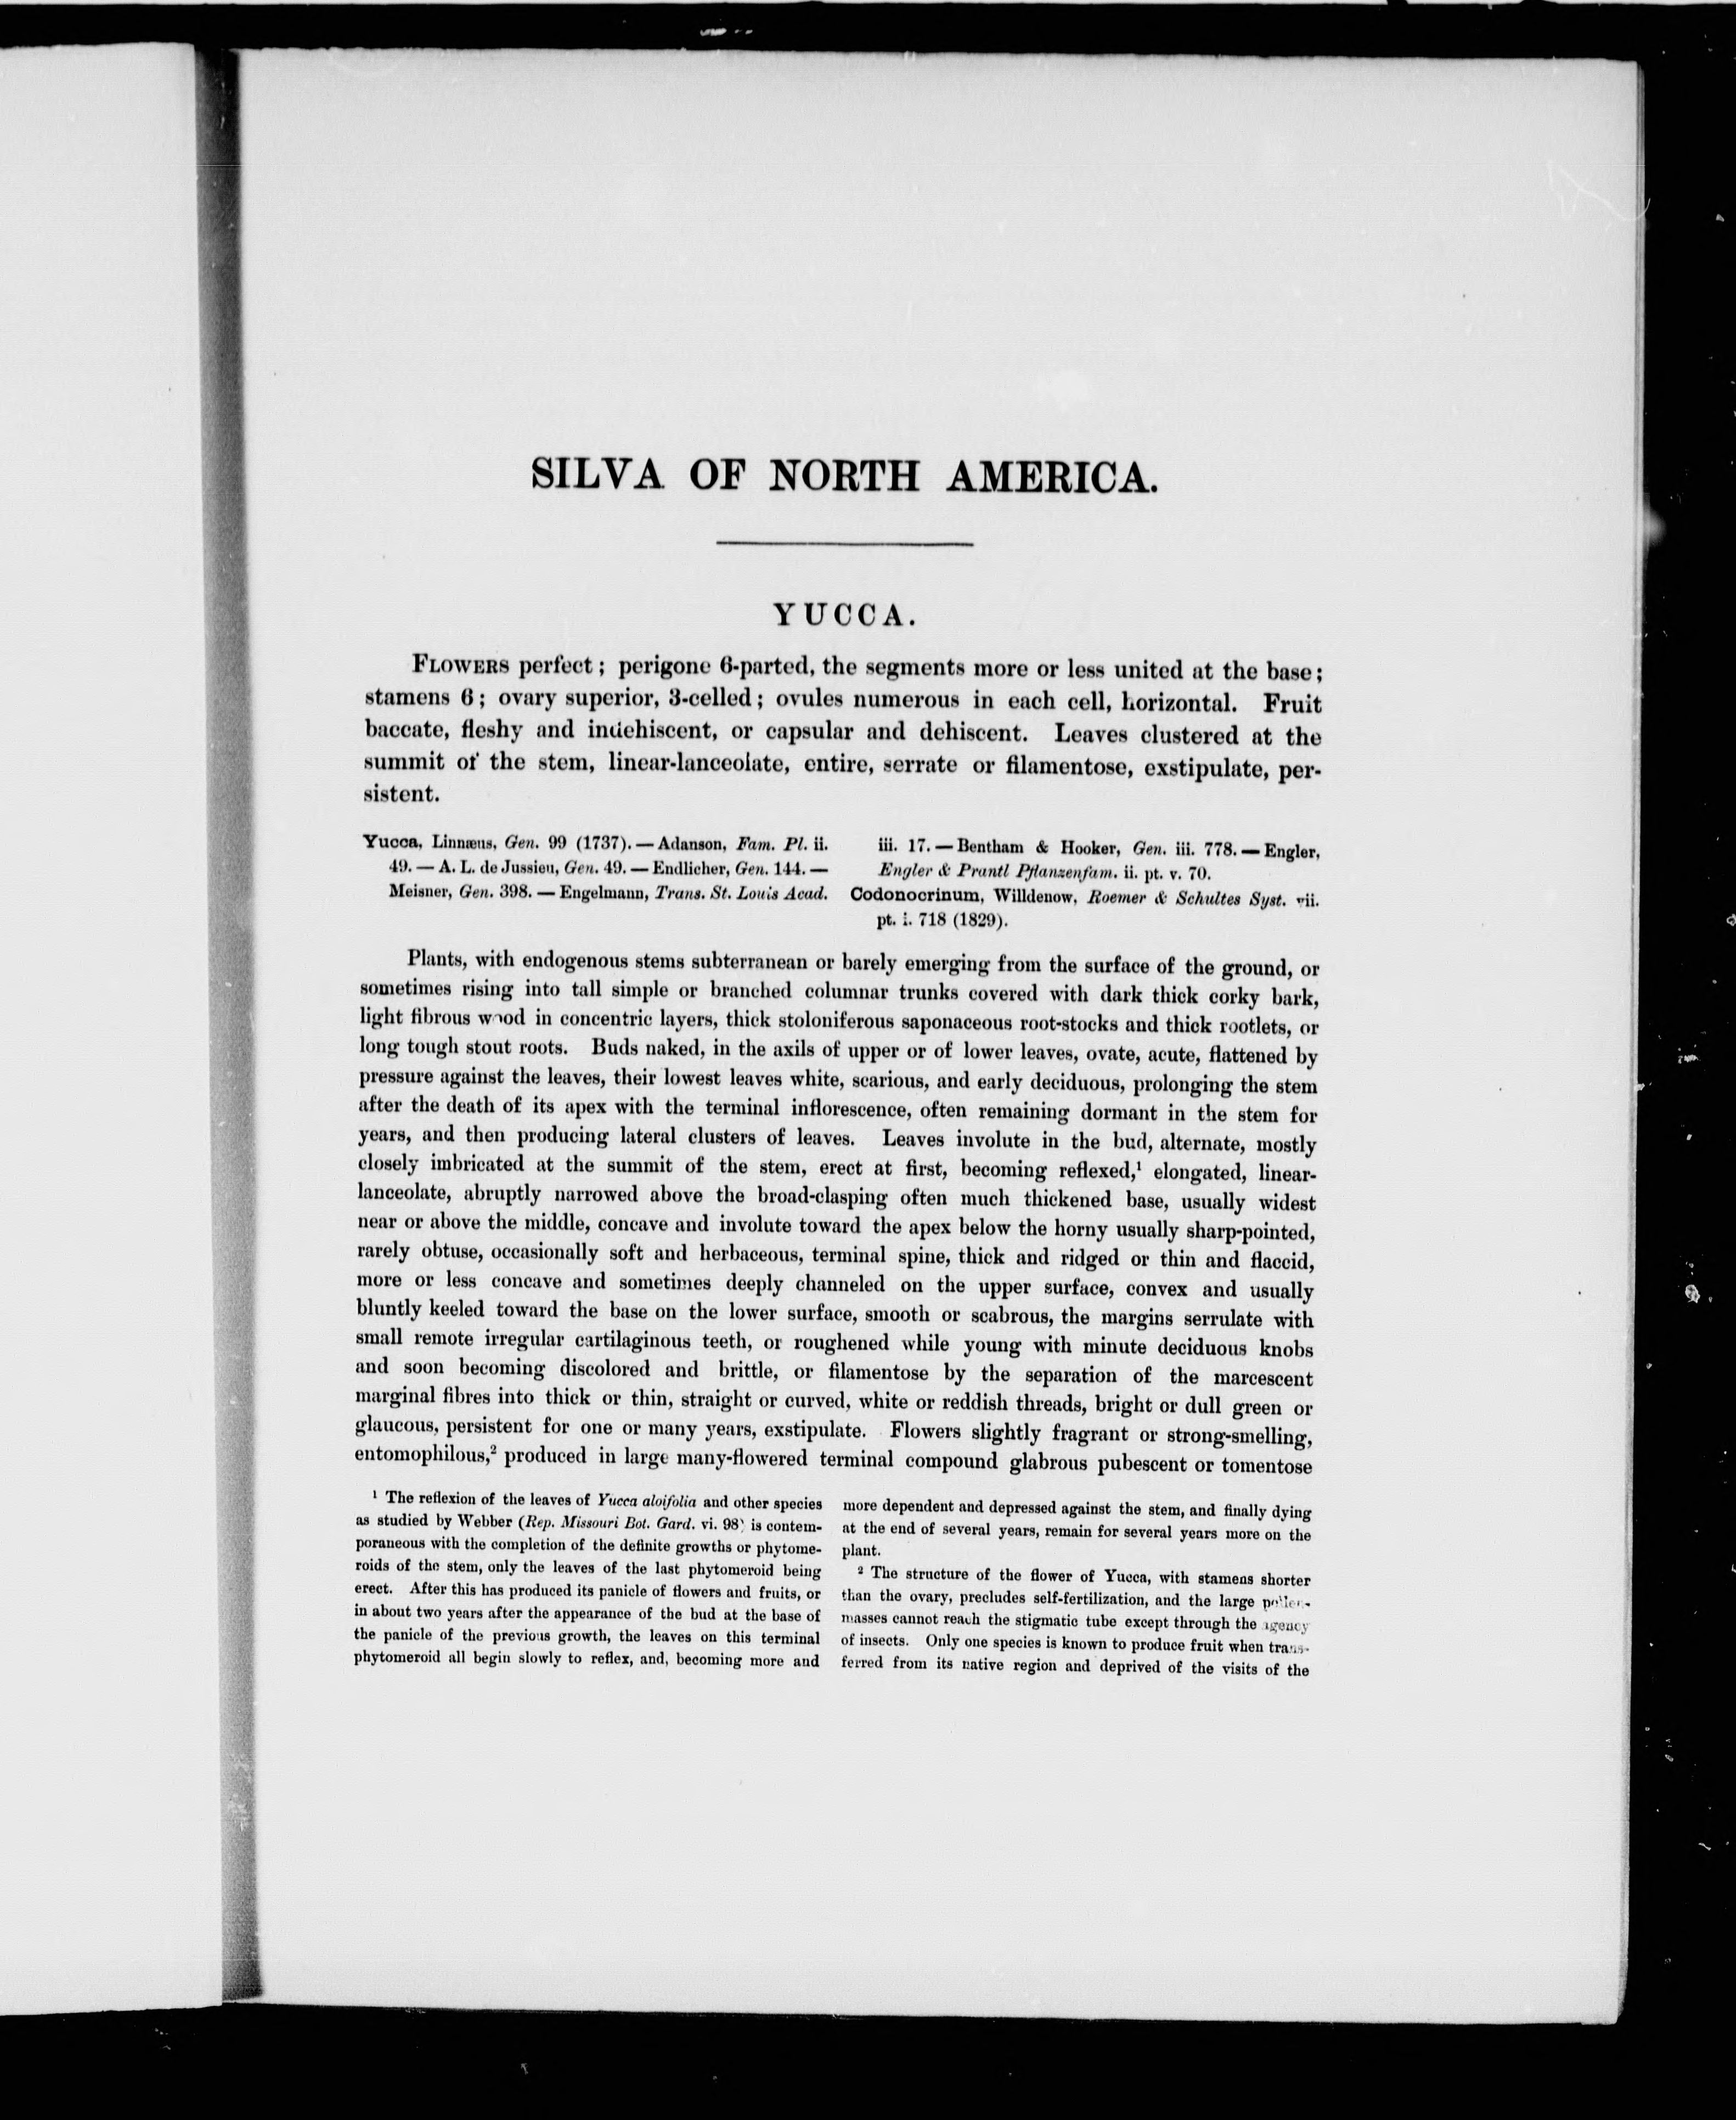 SILVA OF NORTH AMERICA.
YUCCA.
FLOWERS perfect; perigone 6-parted, the segments more or less united at the base;
stamens 6; ovary superior, 3-celled; ovules numerous in each cell, horizontal. Fruit
baccate, fleshy and indehiscent, or capsular and dehiscent. Leaves clustered at the
summit of the stem, linear-lanceolate, entire, serrate or filamentose, exstipulate, per-
sistent.
Yucca, Linnæus, Gen. 99 (1737). — Adanson, Fam. Pl. ii.
49. — A. L. de Jussieu, Gen. 49. — Endlicher, Gen. 144. —
Meisner, Gen. 398. — Engelmann, Trans. St. Louis Acad.
iii. 17. — Bentham & Hooker, Gen. iii. 778. — Engler,
Engler & Prantl Pflanzenfam. ii. pt. v. 70.
Codonocrinum, Willdenow, Roemer & Schultes Syst. vii.
pt. i. 718 (1829).
Plants, with endogenous stems subterranean or barely emerging from the surface of the ground, or
sometimes rising into tall simple or branched columnar trunks covered with dark thick corky bark,
light fibrous wood in concentric layers, thick stoloniferous saponaceous root-stocks and thick rootlets, or
long tough stout roots. Buds naked, in the axils of upper or of lower leaves, ovate, acute, flattened by
pressure against the leaves, their lowest leaves white, scarious, and early deciduous, prolonging the stem
after the death of its apex with the terminal inflorescence, often remaining dormant in the stem for
years, and then producing lateral clusters of leaves. Leaves involute in the bud, alternate, mostly
closely imbricated at the summit of the stem, erect at first, becoming reflexed,¹ elongated, linear-
lanceolate, abruptly narrowed above the broad-clasping often much thickened base, usually widest
near or above the middle, concave and involute toward the apex below the horny usually sharp-pointed,
rarely obtuse, occasionally soft and herbaceous, terminal spine, thick and ridged or thin and flaccid,
more or less concave and sometimes deeply channeled on the upper surface, convex and usually
bluntly keeled toward the base on the lower surface, smooth or scabrous, the margins serrulate with
small remote irregular cartilaginous teeth, or roughened while young with minute deciduous knobs
and soon becoming discolored and brittle, or filamentose by the separation of the marcescent
marginal fibres into thick or thin, straight or curved, white or reddish threads, bright or dull green or
glaucous, persistent for one or many years, exstipulate. Flowers slightly fragrant or strong-smelling,
entomophilous,² produced in large many-flowered terminal compound glabrous pubescent or tomentose
¹ The reflexion of the leaves of Yucca aloifolia and other species
as studied by Webber (Rep. Missouri Bot. Gard. vi. 98) is contem-
poraneous with the completion of the definite growths or phytome-
roids of the stem, only the leaves of the last phytomeroid being
erect. After this has produced its panicle of flowers and fruits, or
in about two years after the appearance of the bud at the base of
the panicle of the previous growth, the leaves on this terminal
phytomeroid all begin slowly to reflex, and, becoming more and
more dependent and depressed against the stem, and finally dying
at the end of several years, remain for several years more on the
plant.
² The structure of the flower of Yucca, with stamens shorter
than the ovary, precludes self-fertilization, and the large pollen-
masses cannot reach the stigmatic tube except through the agency
of insects. Only one species is known to produce fruit when trans-
ferred from its native region and deprived of the visits of the